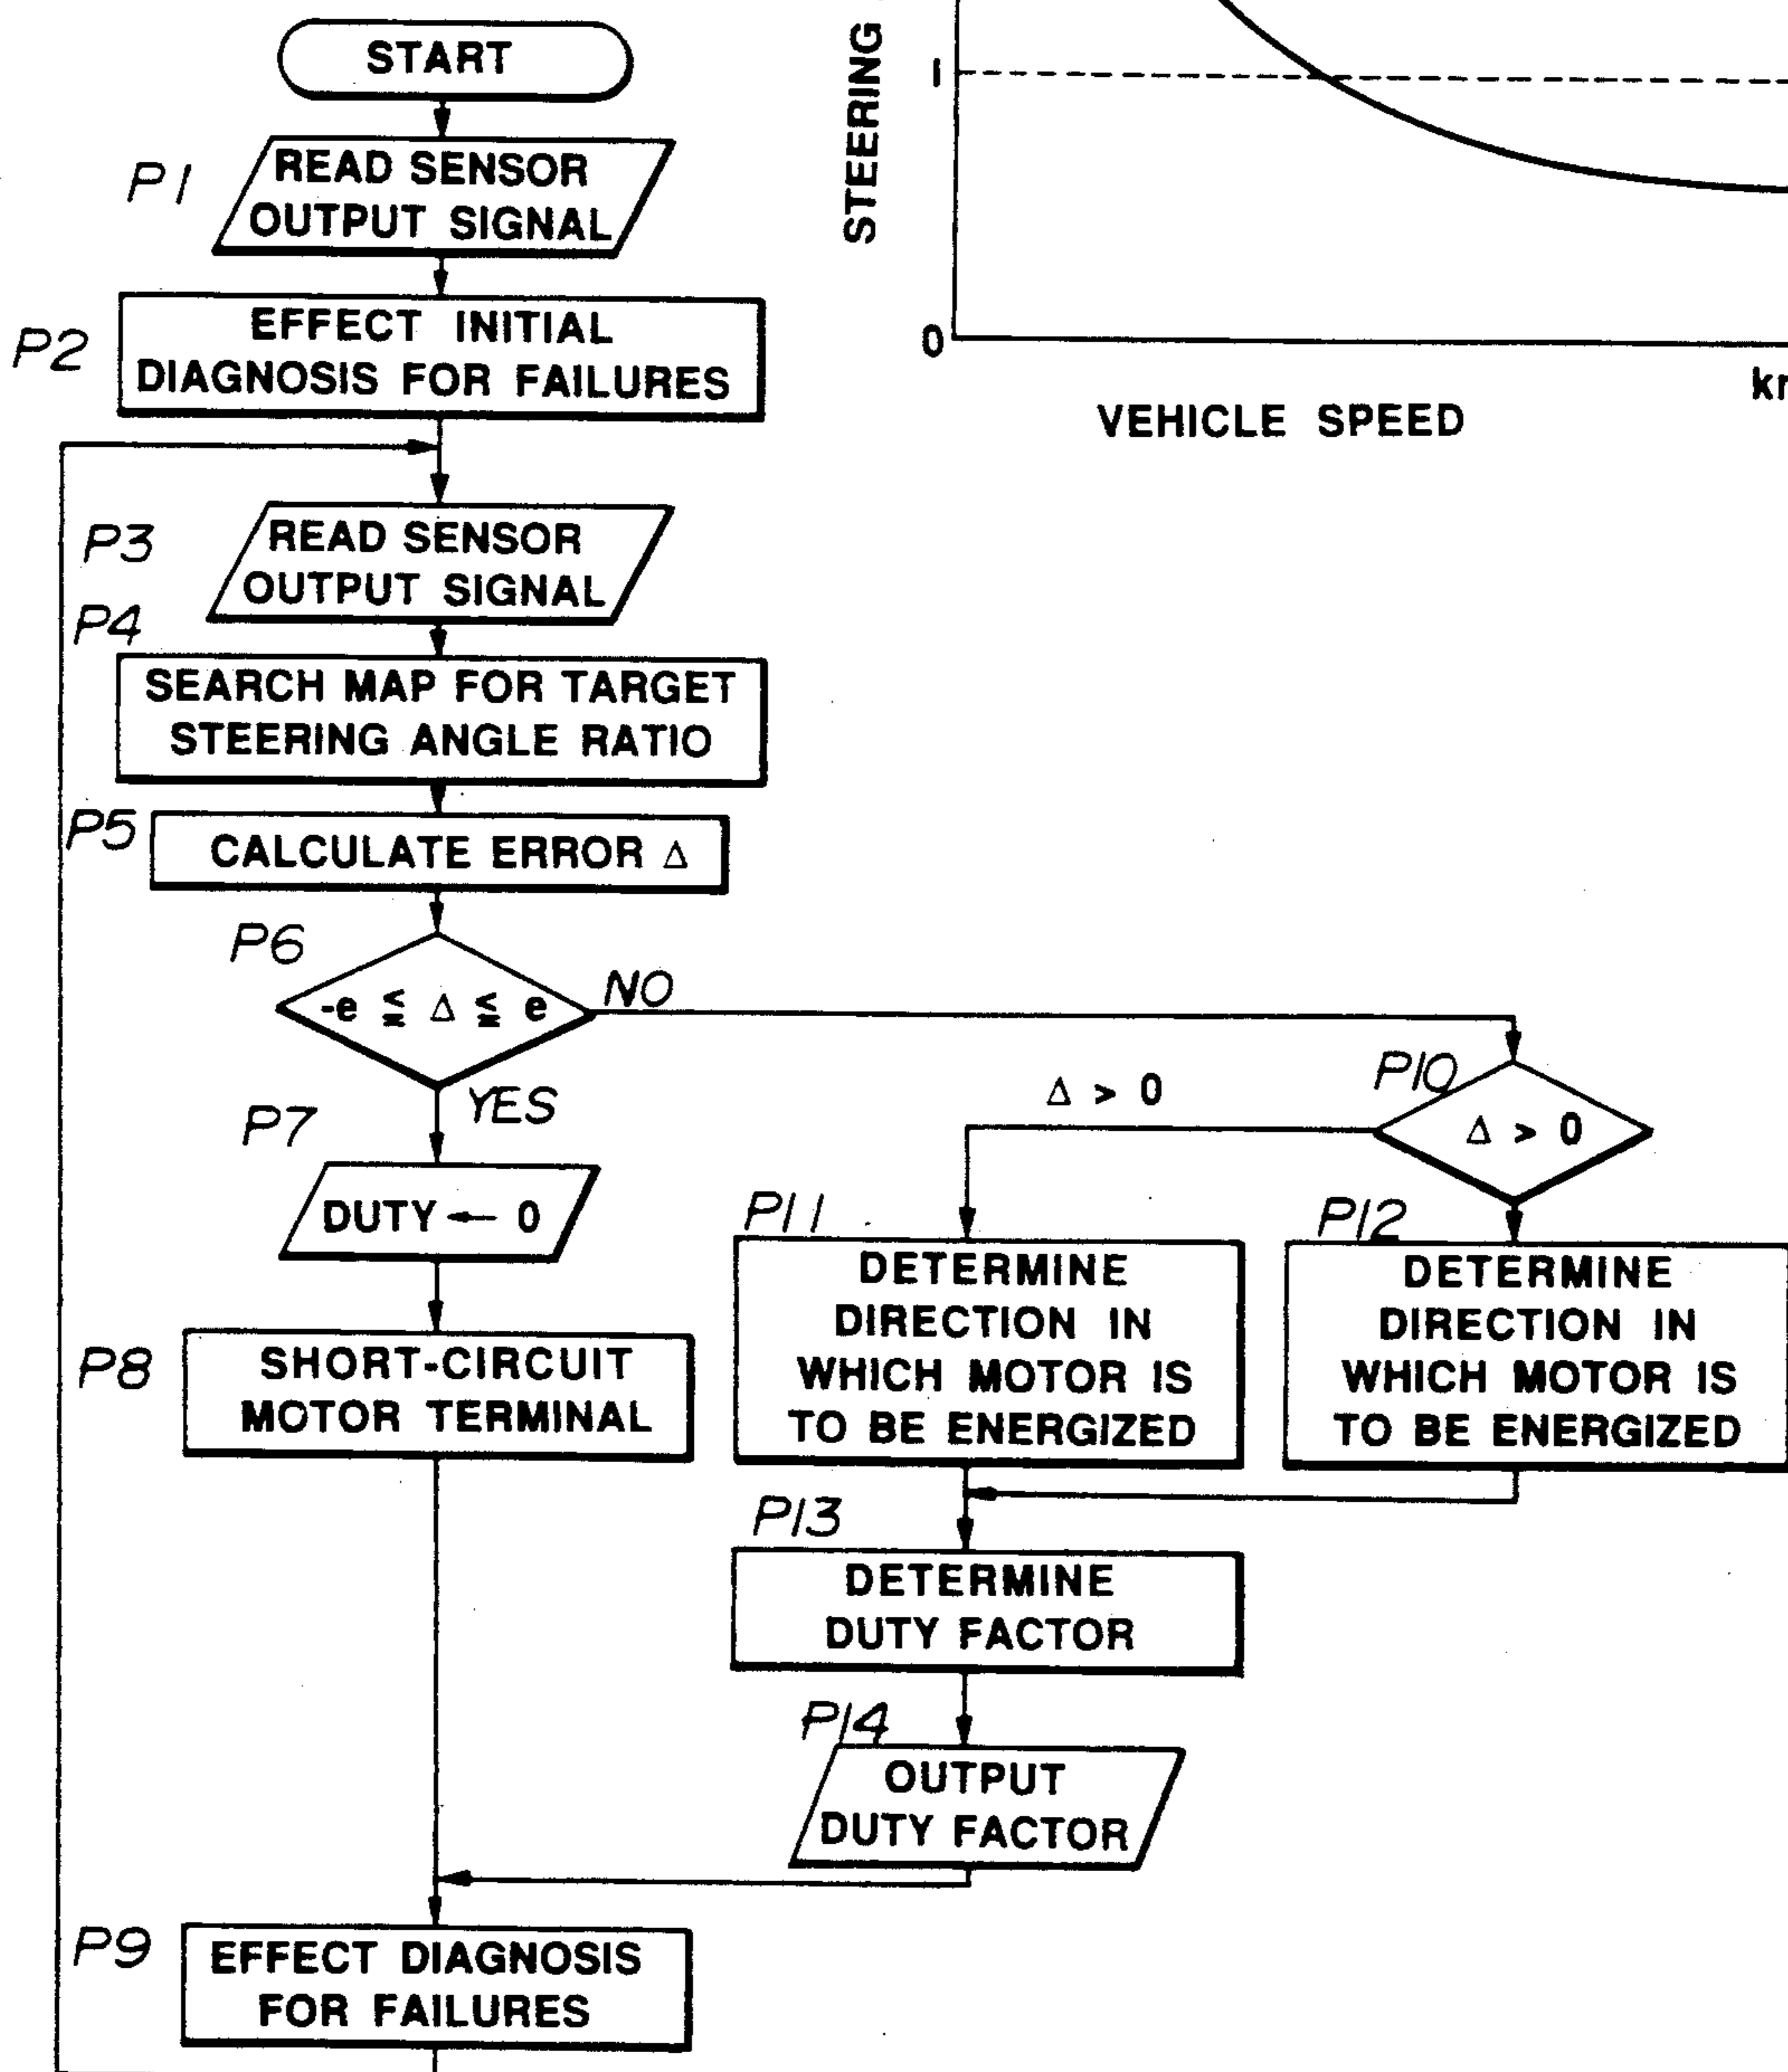 START
P1
READ SENSOR
OUTPUT SIGNAL
P2
EFFECT INITIAL
DIAGNOSIS FOR FAILURES
P3
READ SENSOR
OUTPUT SIGNAL
P4
SEARCH MAP FOR TARGET
STEERING ANGLE RATIO
P5
CALCULATE ERROR Δ
P6
-e ≦ Δ ≦ e
NO
YES
P7
DUTY ← 0
P8
SHORT-CIRCUIT
MOTOR TERMINAL
P9
EFFECT DIAGNOSIS
FOR FAILURES
P10
Δ > 0
Δ > 0
P11
DETERMINE
DIRECTION IN
WHICH MOTOR IS
TO BE ENERGIZED
P12
DETERMINE
DIRECTION IN
WHICH MOTOR IS
TO BE ENERGIZED
P13
DETERMINE
DUTY FACTOR
P14
OUTPUT
DUTY FACTOR
STEERING
1
0
VEHICLE SPEED